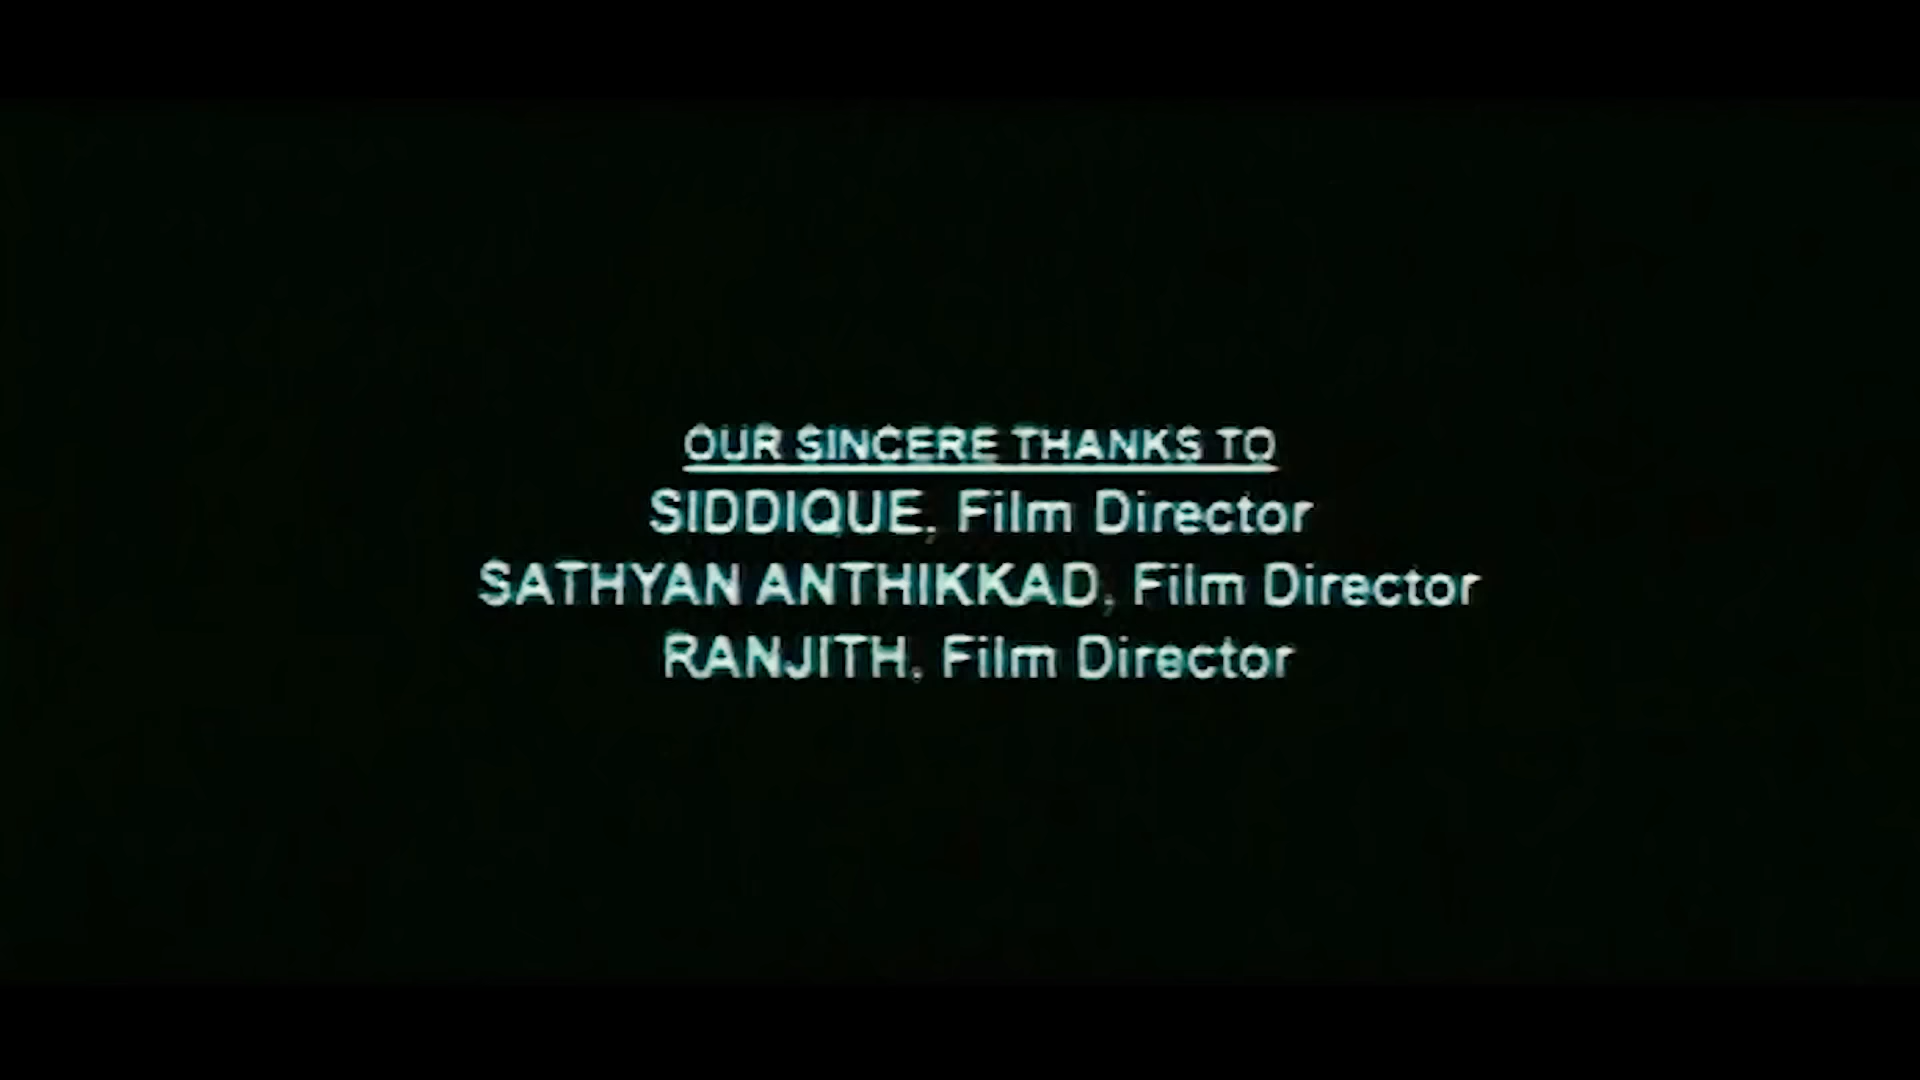 OUR SINCERE THANKS TO
SIDDIQUE, Film Director
SATHYAN ANTHIKKAD, Film Director
RANJITH, Film Director